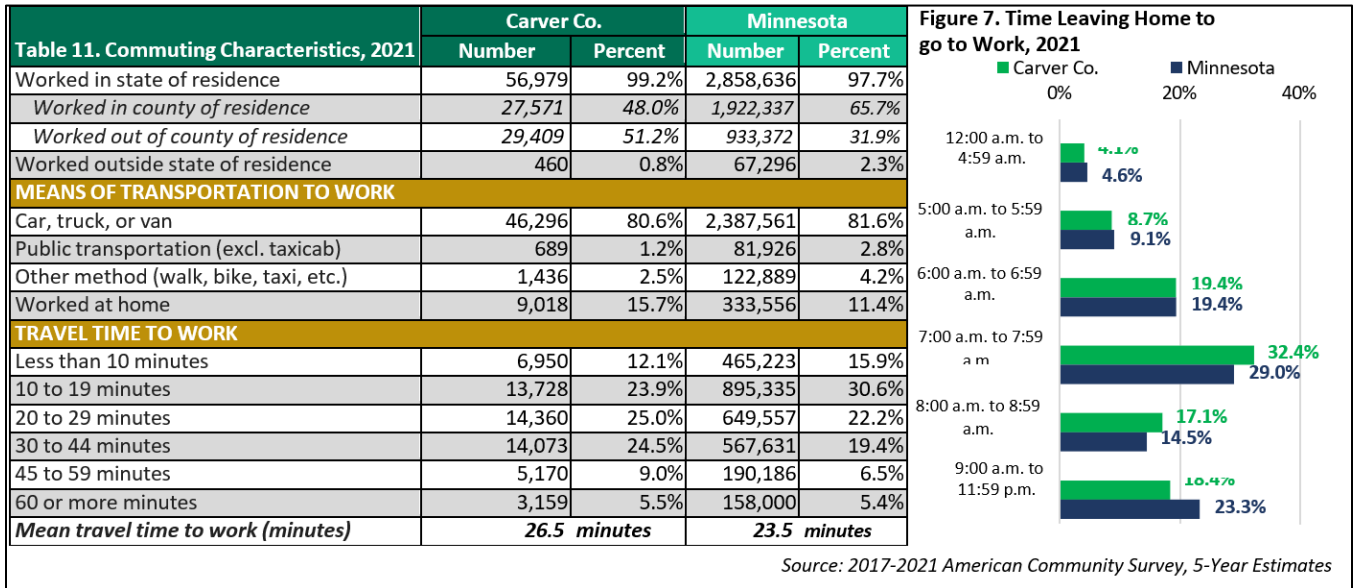 Table 11. Commuting Characteristics, 2021 Carver Co. Minnesota
Number Percent Number Percent
Worked in state of residence 56,979 99.2% 2,858,636 97.7%
Worked in county of residence 27,571 48.0% 1,922,337 65.7%
Worked out of county of residence 29,409 51.2% 933,372 31.9%
Worked outside state of residence 460 0.8% 67,296 2.3%
MEANS OF TRANSPORTATION TO WORK
Car, truck, or van 46,296 80.6% 2,387,561 81.6%
Public transportation (excl. taxicab) 689 1.2% 81,926 2.8%
Other method (walk, bike, taxi, etc.) 1,436 2.5% 122,889 4.2%
Worked at home 9,018 15.7% 333,556 11.4%
TRAVEL TIME TO WORK
Less than 10 minutes 6,950 12.1% 465,223 15.9%
10 to 19 minutes 13,728 23.9% 895,335 30.6%
20 to 29 minutes 14,360 25.0% 649,557 22.2%
30 to 44 minutes 14,073 24.5% 567,631 19.4%
45 to 59 minutes 5,170 9.0% 190,186 6.5%
60 or more minutes 3,159 5.5% 158,000 5.4%
Mean travel time to work (minutes) 26.5 minutes 23.5 minutes
Figure 7. Time Leaving Home to
go to Work, 2021
Carver Co. Minnesota
0% 20% 40%
12:00 a.m. to
4:59 a.m.
4.1%
4.6%
5:00 a.m. to 5:59
a.m.
8.7%
9.1%
6:00 a.m. to 6:59
a.m.
19.4%
19.4%
7:00 a.m. to 7:59
a.m.
32.4%
29.0%
8:00 a.m. to 8:59
a.m.
17.1%
14.5%
9:00 a.m. to
11:59 p.m.
18.4%
23.3%
Source: 2017-2021 American Community Survey, 5-Year Estimates